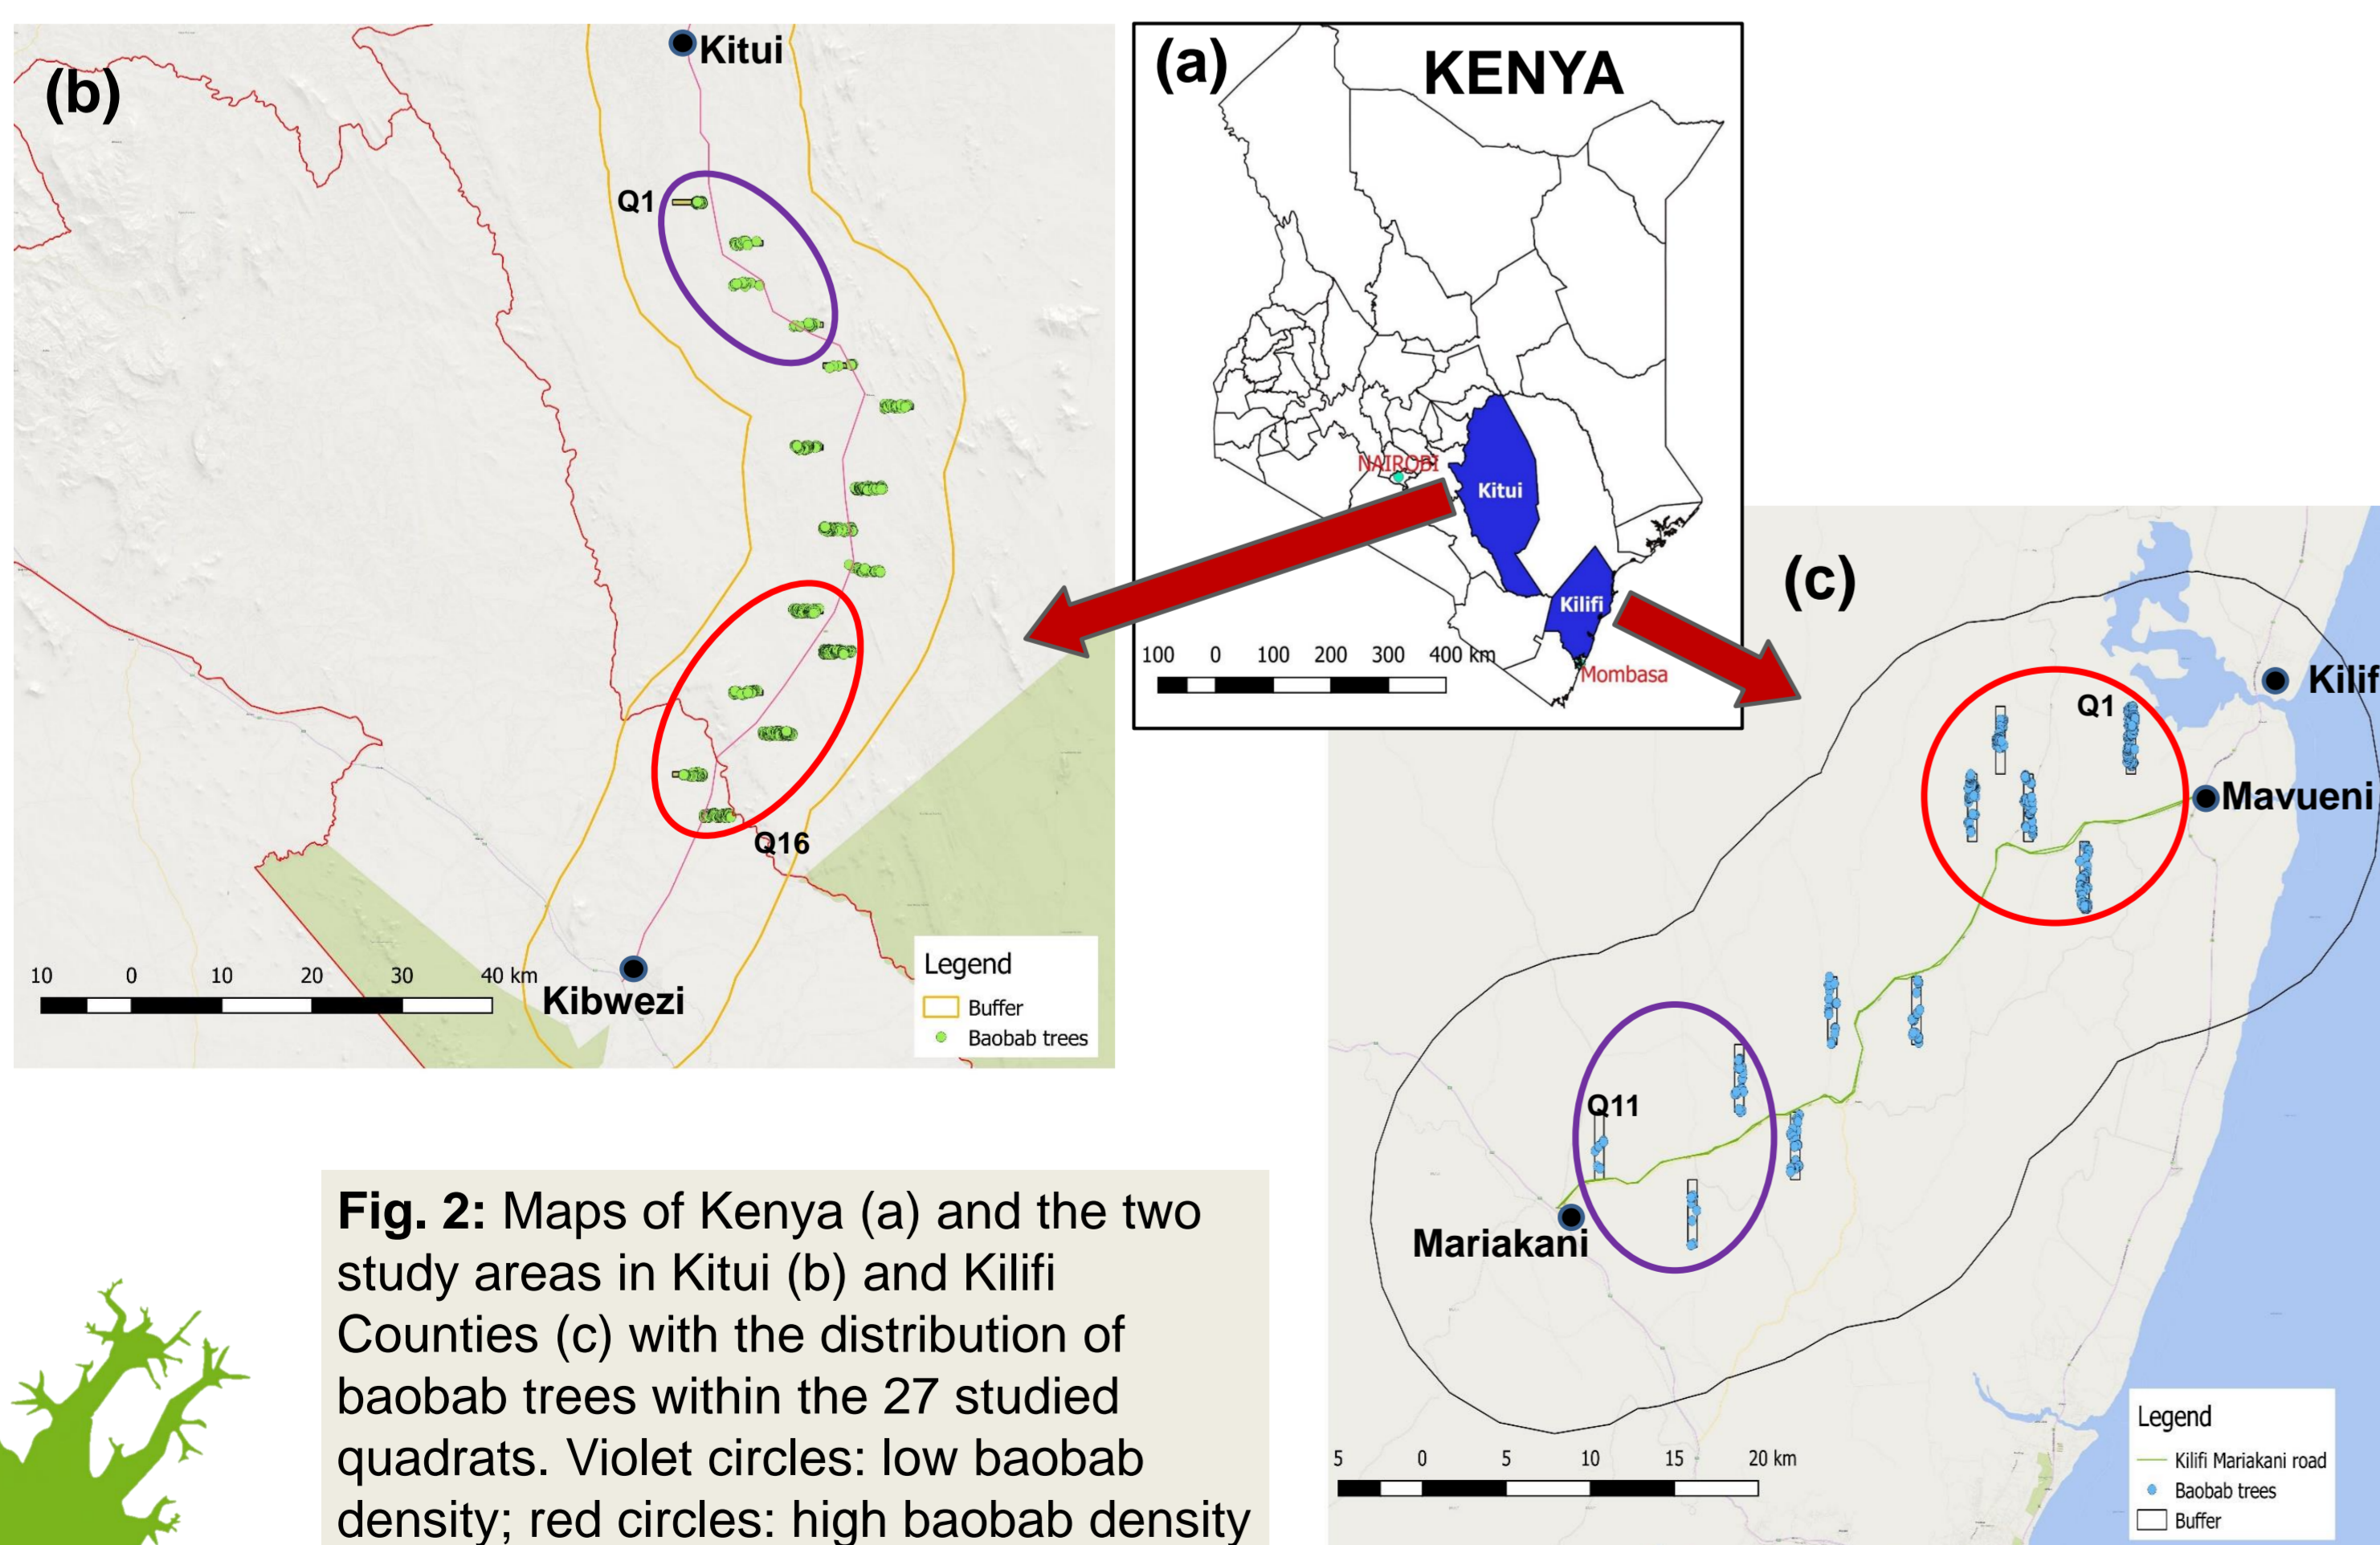 (b)
Kitui
Q1
Q16
Kibwezi
10 0 10 20 30 40 km
Legend
Buffer
Baobab trees
(a)
KENYA
NAIROBI
Kitui
Kilifi
Mombasa
100 0 100 200 300 400 km
(c)
Kilif
Q1
Mavueni
Q11
Mariakani
5 0 5 10 15 20 km
Legend
Kilifi Mariakani road
Baobab trees
Buffer
Fig. 2: Maps of Kenya (a) and the two
study areas in Kitui (b) and Kilifi
Counties (c) with the distribution of
baobab trees within the 27 studied
quadrats. Violet circles: low baobab
density; red circles: high baobab density